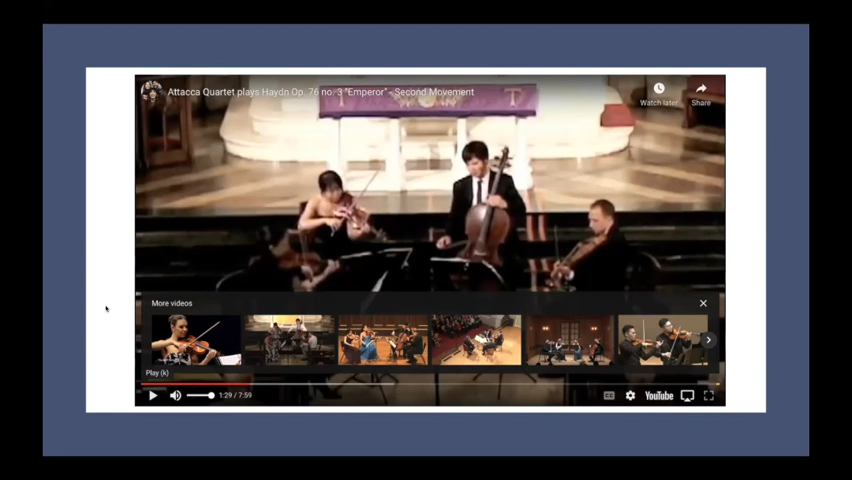 Attacca Quartet plays Haydn Op. 76 no. 3 "Emperor" - Second Movement
Watch later
Share
More videos
Play (k)
1:29 / 7:59
CC
YouTube